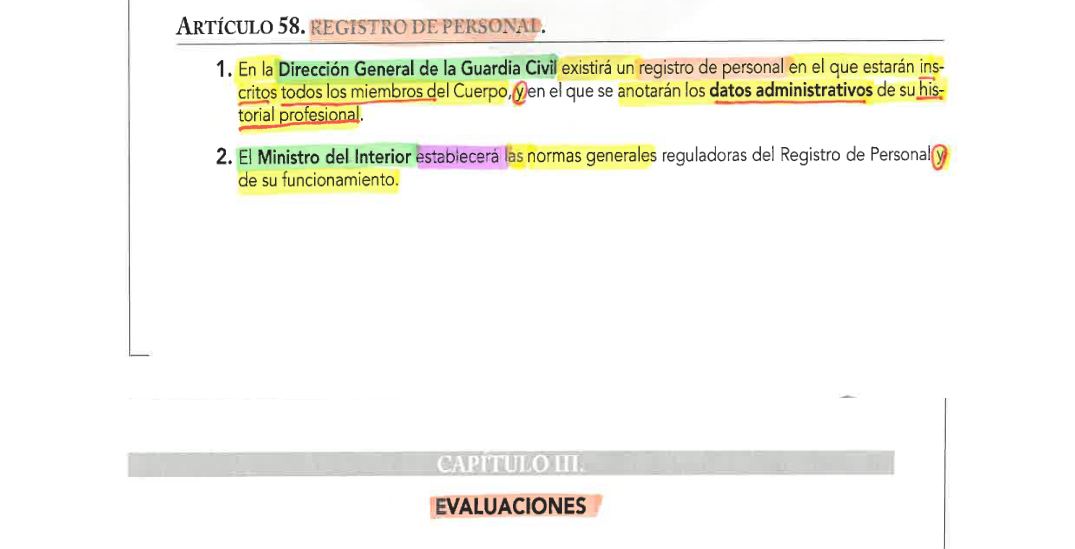 ARTÍCULO 58. REGISTRO DE PERSONAL.
1. En la Dirección General de la Guardia Civil existirá un registro de personal en el que estarán ins-
critos todos los miembros del Cuerpo, y en el que se anotarán los datos administrativos de su his-
torial profesional.
2. El Ministro del Interior establecerá las normas generales reguladoras del Registro de Personal y
de su funcionamiento.
CAPÍTULO III.
EVALUACIONES